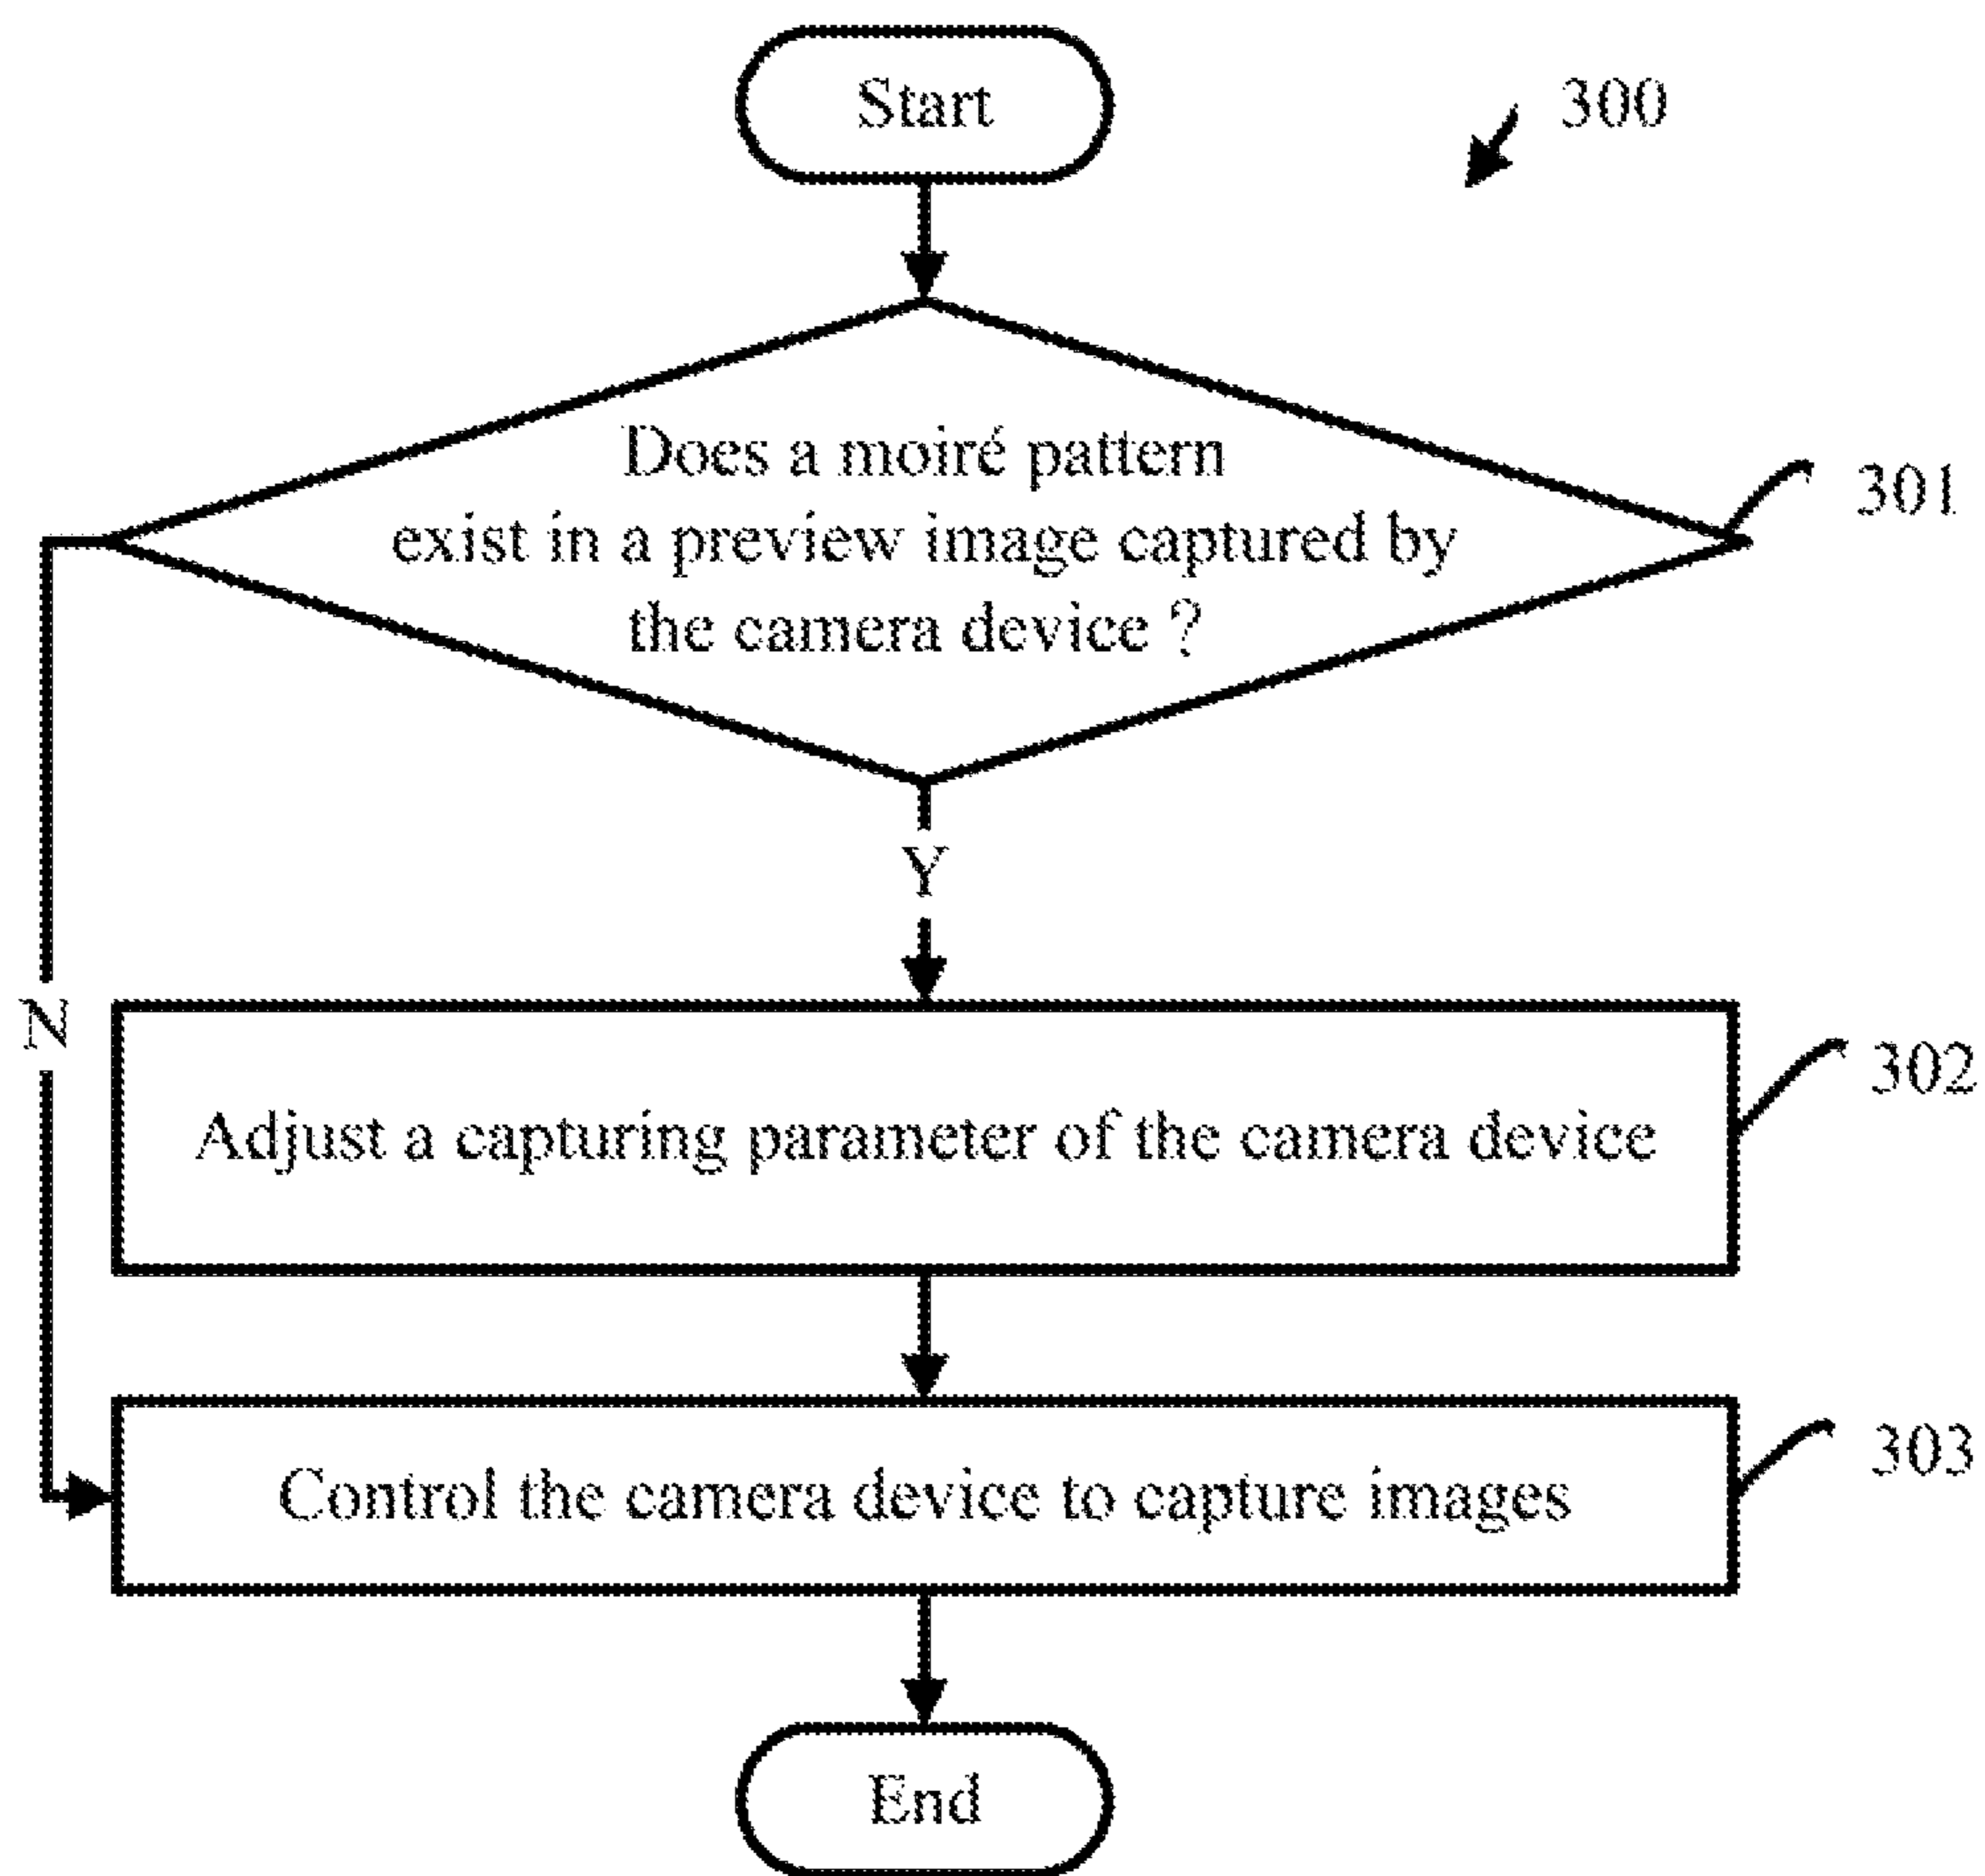 Start
300
Does a moiré pattern
exist in a preview image captured by
the camera device ?
301
Y
N
Adjust a capturing parameter of the camera device
302
Control the camera device to capture images
303
End